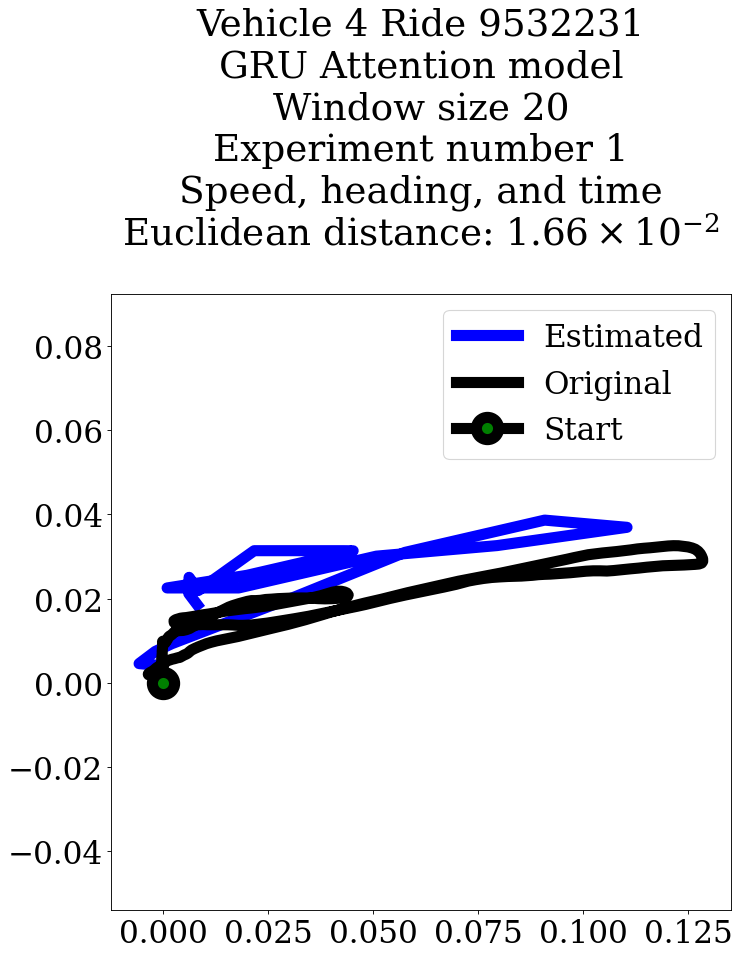 Vehicle 4 Ride 9532231
GRU Attention model
Window size 20
Experiment number 1
Speed, heading, and time
Euclidean distance: 1.66 × 10⁻²
Estimated
Original
Start
0.08
0.06
0.04
0.02
0.00
−0.02
−0.04
0.000 0.025 0.050 0.075 0.100 0.125